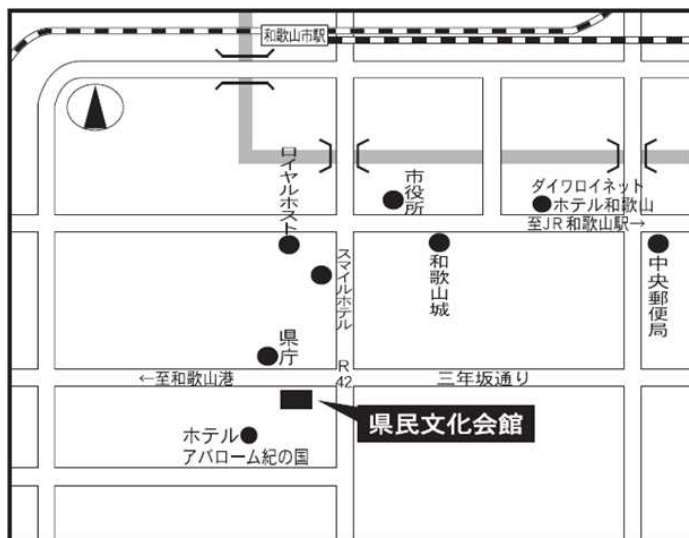 和歌山市駅
ロイヤルホスト
市役所
ダイワロイネット
ホテル和歌山
至JR和歌山駅→
スマイルホテル
和歌山城
中央郵便局
県庁
R
42
←至和歌山港
三年坂通り
県民文化会館
ホテル
アバローム紀の国